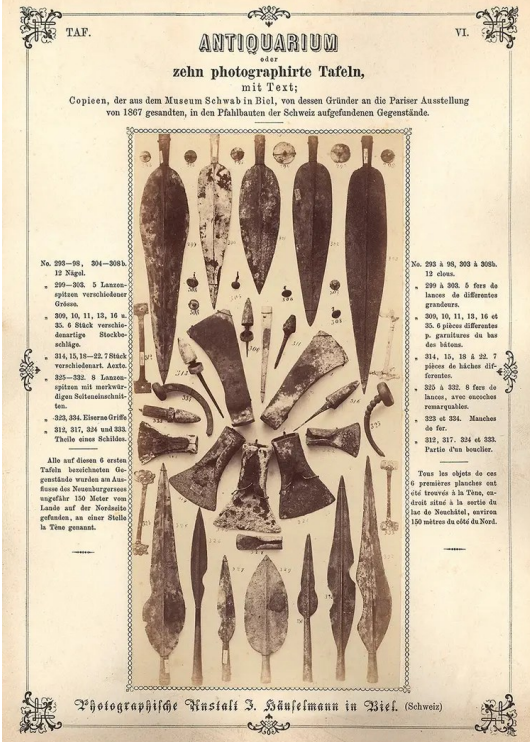 TAF.
VI.
ANTIQUARIUM
oder
zehn photographirte Tafeln,
mit Text;
Copieen, der aus dem Museum Schwab in Biel, von dessen Gründer an die Pariser Ausstellung
von 1867 gesandten, in den Pfahlbauten der Schweiz aufgefundenen Gegenstände.
No. 293—98, 304—308b.
12 Nägel.
„ 299—303. 5 Lanzen-
spitzen verschiedener
Grösse.
„ 309, 10, 11, 13, 16 u.
35. 6 Stück verschie-
denartige Stockbe-
schläge.
„ 314, 15, 18—22. 7 Stück
verschiedenart. Aexte.
„ 325—332. 8 Lanzen-
spitzen mit merkwür-
digen Seiteneinschnit-
ten.
„ 323, 334. Eiserne Griffe
„ 312, 317, 324 und 333.
Theile eines Schildes.
Alle auf diesen 6 ersten
Tafeln bezeichneten Ge-
genstände wurden am Aus-
flusse des Neuenburgersees
ungefähr 150 Meter vom
Lande auf der Nordseite
gefunden, an einer Stelle
la Tène genannt.
No. 293 à 98, 303 à 308b.
12 clous.
„ 299 à 303. 5 fers de
lances de differentes
grandeurs.
„ 309, 10, 11, 13, 16 et
35. 6 pièces différentes
p. garnitures du bas
des bâtons.
„ 314, 15, 18 à 22. 7
pièces de hâches dif-
ferentes.
„ 325 à 332. 8 fers de
lances, avec encoches
remarquables.
„ 323 et 334. Manches
de fer.
„ 312, 317. 324 et 333.
Partie d'un bouclier.
Tous les objets de ces
6 premières planches ont
été trouvés à la Tène, en-
droit situé à la sortie du
lac de Neuchâtel, environ
150 mètres du côté du Nord.
Photographische Anstalt J. Häuselmann in Biel. (Schweiz)